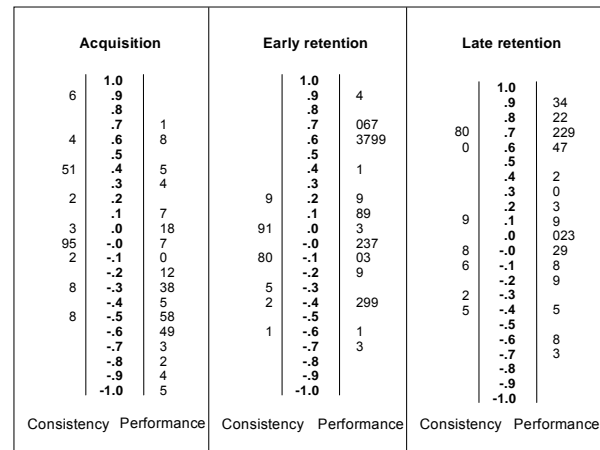 Acquisition
1.0
6 .9
.8
.7 1
4 .6 8
.5
51 .4 5
.3 4
2 .2
.1 7
3 .0 18
95 -.0 7
2 -.1 0
-.2 12
8 -.3 38
-.4 5
8 -.5 58
-.6 49
-.7 3
-.8 2
-.9 4
-1.0 5
Consistency Performance
Early retention
1.0
.9 4
.8
.7 067
.6 3799
.5
.4 1
.3
9 .2 9
.1 89
91 .0 3
-.0 237
80 -.1 03
-.2 9
5 -.3
2 -.4 299
-.5
1 -.6 1
-.7 3
-.8
-.9
-1.0
Consistency Performance
Late retention
1.0
.9 34
.8 22
80 .7 229
0 .6 47
.5
.4 2
.3 0
.2 3
9 .1 9
.0 023
8 -.0 29
6 -.1 8
-.2 9
2 -.3
5 -.4 5
-.5
-.6 8
-.7 3
-.8
-.9
-1.0
Consistency Performance